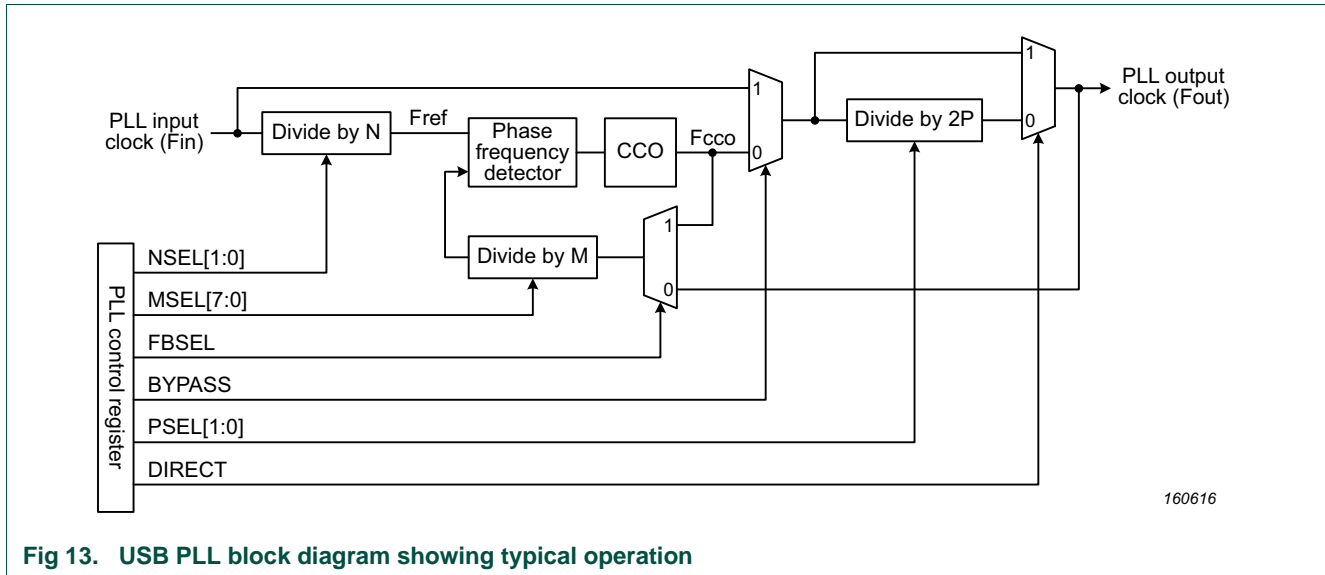 PLL input
clock (Fin)
Divide by N
Fref
Phase
frequency
detector
CCO
Fcco
1
0
Divide by 2P
1
0
PLL output
clock (Fout)
Divide by M
1
0
PLL control register
NSEL[1:0]
MSEL[7:0]
FBSEL
BYPASS
PSEL[1:0]
DIRECT
160616
Fig 13. USB PLL block diagram showing typical operation